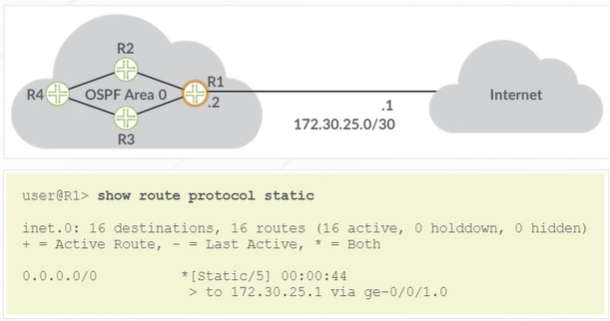 R2
R1
R4
OSPF Area 0
.2
Internet
.1
R3
172.30.25.0/30
user@R1> show route protocol static
inet.0: 16 destinations, 16 routes (16 active, 0 holddown, 0 hidden)
+ = Active Route, - = Last Active, * = Both
0.0.0.0/0 *[Static/5] 00:00:44
> to 172.30.25.1 via ge-0/0/1.0